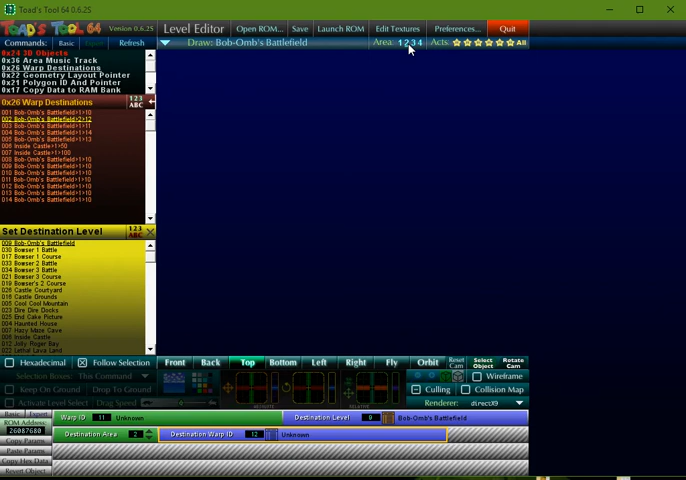 Toad's Tool 64 0.6.2S
TOAD'S TOOL 64 Version 0.6.2S Level Editor Open ROM... Save Launch ROM Edit Textures Preferences... Quit
Commands: Basic Expert Refresh Draw: Bob-Omb's Battlefield Area: 1 2 3 4 Acts: All
0x24 3D Objects
0x36 Area Music Track
0x26 Warp Destinations
0x22 Geometry Layout Pointer
0x21 Polygon ID And Pointer
0x17 Copy Data to RAM Bank
0x26 Warp Destinations 123 ABC
001 Bob-Omb's Battlefield>1>10
002 Bob-Omb's Battlefield>2>12
003 Bob-Omb's Battlefield>1>11
004 Bob-Omb's Battlefield>1>14
005 Bob-Omb's Battlefield>1>13
006 Inside Castle>1>50
007 Inside Castle>1>100
008 Bob-Omb's Battlefield>1>10
009 Bob-Omb's Battlefield>1>10
010 Bob-Omb's Battlefield>1>10
011 Bob-Omb's Battlefield>1>10
012 Bob-Omb's Battlefield>1>10
013 Bob-Omb's Battlefield>1>10
014 Bob-Omb's Battlefield>1>10
Set Destination Level 123 ABC
009 Bob-Omb's Battlefield
030 Bowser 1 Battle
017 Bowser 1 Course
033 Bowser 2 Battle
034 Bowser 3 Battle
021 Bowser 3 Course
019 Bowser's 2 Course
026 Castle Courtyard
016 Castle Grounds
005 Cool Cool Mountain
023 Dire Dire Docks
025 End Cake Picture
004 Haunted House
007 Hazy Maze Cave
006 Inside Castle
012 Jolly Roger Bay
022 Lethal Lava Land
Hexadecimal Follow Selection Front Back Top Bottom Left Right Fly Orbit Reset Cam Select Object Rotate Cam
Selection Boxes: This Command Wireframe
Keep On Ground Drop To Ground Culling Collision Map
Activate Level Select Drag Speed Renderer: directX9
Basic Expert Warp ID 11 Unknown Destination Level 9 Bob-Omb's Battlefield
ROM Address:
26087680 Destination Area 2 Destination Warp ID 12 Unknown
Copy Params
Paste Params
Copy Hex Data
Revert Object